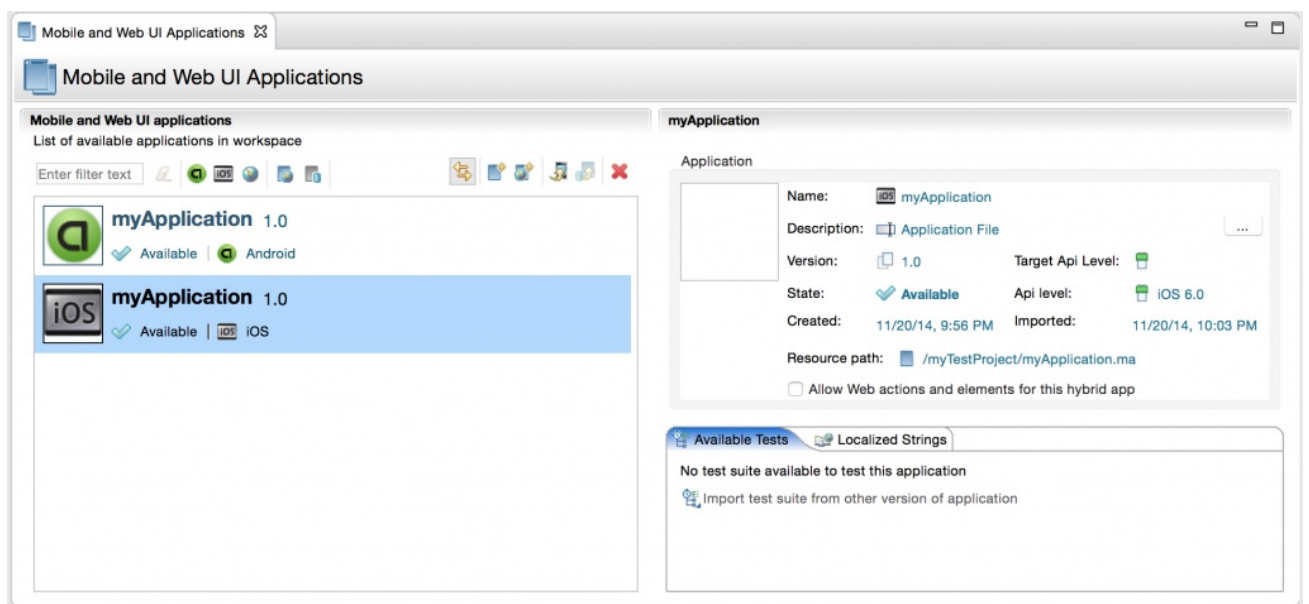 Mobile and Web UI Applications
Mobile and Web UI Applications
Mobile and Web UI applications
List of available applications in workspace
Enter filter text
iOS
myApplication 1.0
Available | Android
iOS
myApplication 1.0
Available | iOS iOS
myApplication
Application
Name: iOS myApplication
Description: Application File ...
Version: 1.0 Target Api Level:
State: Available Api level: iOS 6.0
Created: 11/20/14, 9:56 PM Imported: 11/20/14, 10:03 PM
Resource path: /myTestProject/myApplication.ma
Allow Web actions and elements for this hybrid app
Available Tests Localized Strings
No test suite available to test this application
Import test suite from other version of application